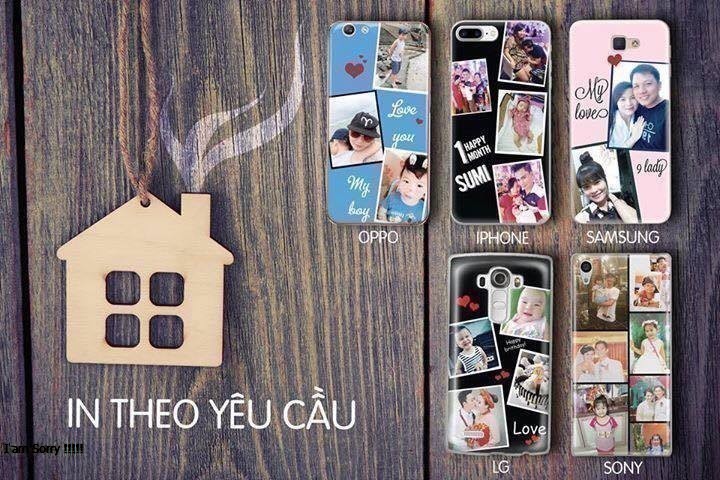 Love
you
My
boy
OPPO
1 HAPPY
MONTH
SUMI
IPHONE
My
love
9 lady
SAMSUNG
IN THEO YÊU CẦU
I am Sorry !!!!!
Happy
birthday!
Love
LG
SONY